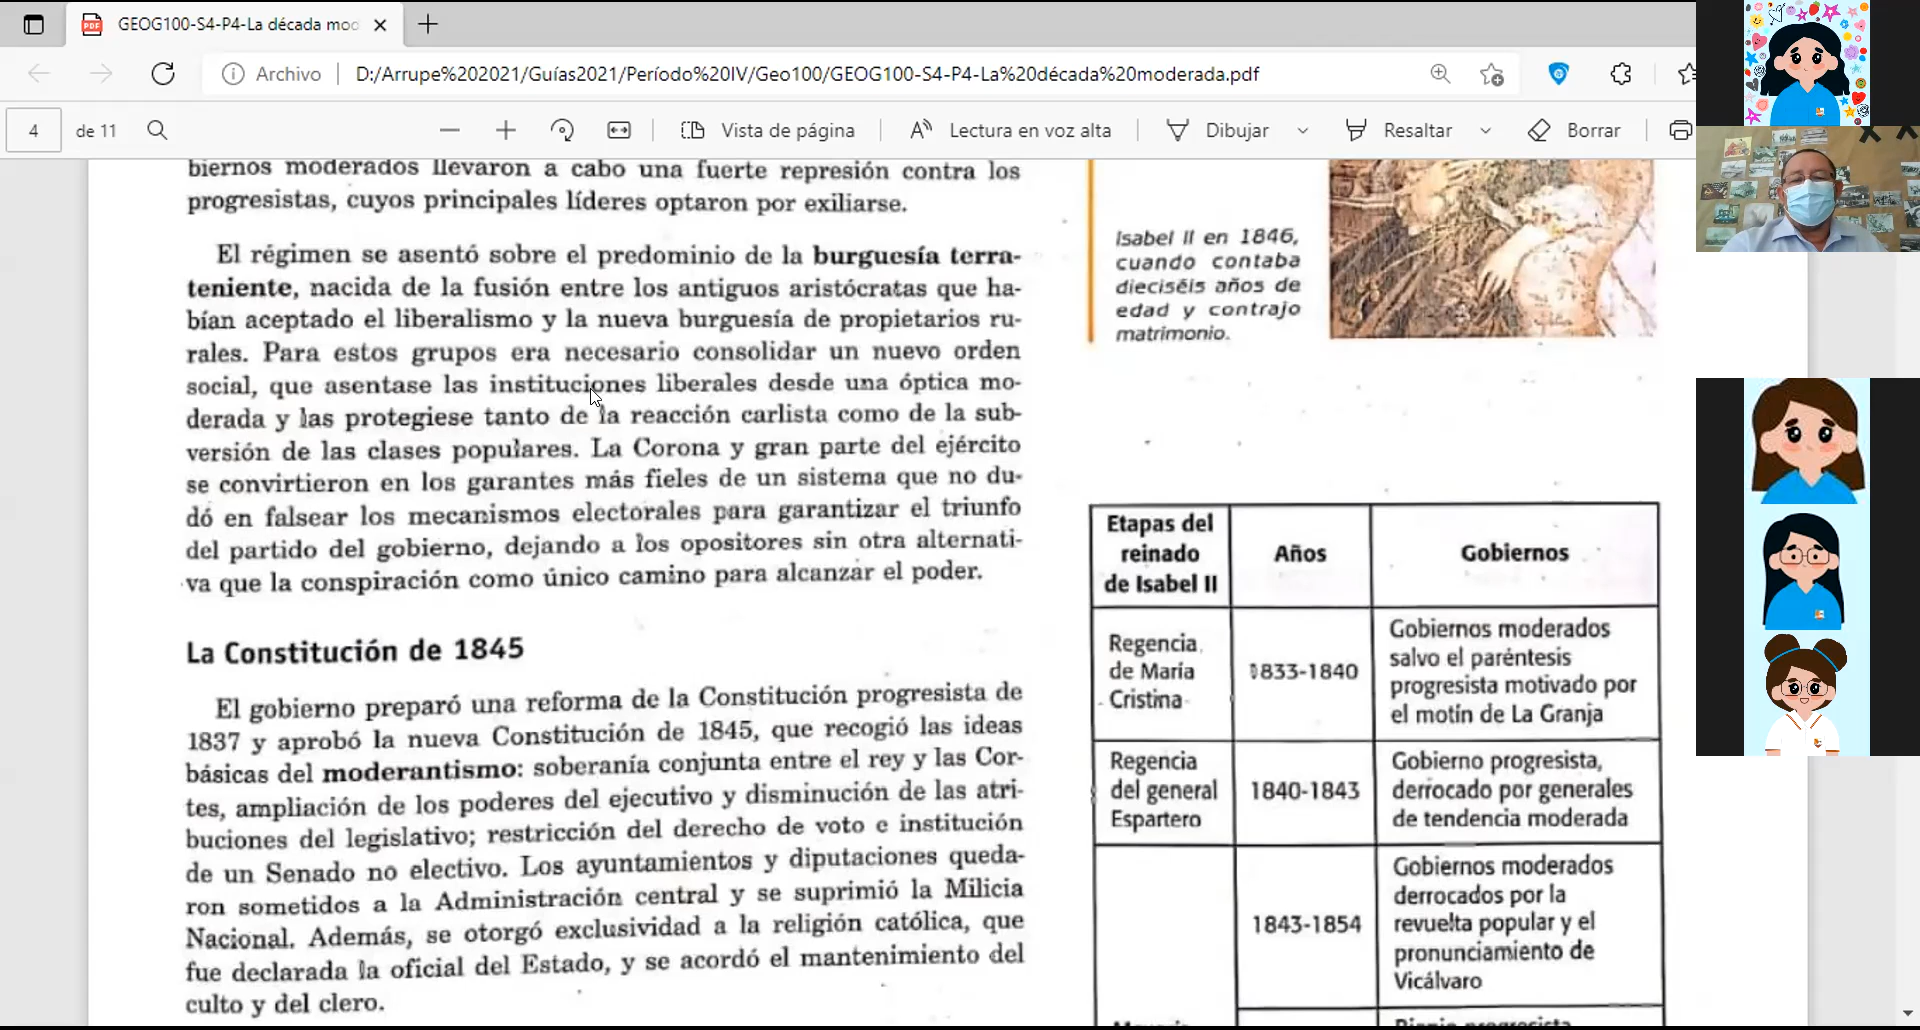 GEOG100-S4-P4-La década mod
Archivo
D:/Arrupe%202021/Guías2021/Período%20IV/Geo100/GEOG100-S4-P4-La%20década%20moderada.pdf
4 de 11
Vista de página
Lectura en voz alta
Dibujar
Resaltar
Borrar
biernos moderados llevaron a cabo una fuerte represión contra los
progresistas, cuyos principales líderes optaron por exiliarse.
El régimen se asentó sobre el predominio de la burguesía terra-
teniente, nacida de la fusión entre los antiguos aristócratas que ha-
bían aceptado el liberalismo y la nueva burguesía de propietarios ru-
rales. Para estos grupos era necesario consolidar un nuevo orden
social, que asentase las instituciones liberales desde una óptica mo-
derada y las protegiese tanto de la reacción carlista como de la sub-
versión de las clases populares. La Corona y gran parte del ejército
se convirtieron en los garantes más fieles de un sistema que no du-
dó en falsear los mecanismos electorales para garantizar el triunfo
del partido del gobierno, dejando a los opositores sin otra alternati-
va que la conspiración como único camino para alcanzar el poder.
La Constitución de 1845
El gobierno preparó una reforma de la Constitución progresista de
1837 y aprobó la nueva Constitución de 1845, que recogió las ideas
básicas del moderantismo: soberanía conjunta entre el rey y las Cor-
tes, ampliación de los poderes del ejecutivo y disminución de las atri-
buciones del legislativo; restricción del derecho de voto e institución
de un Senado no electivo. Los ayuntamientos y diputaciones queda-
ron sometidos a la Administración central y se suprimió la Milicia
Nacional. Además, se otorgó exclusividad a la religión católica, que
fue declarada la oficial del Estado, y se acordó el mantenimiento del
culto y del clero.
Isabel II en 1846,
cuando contaba
dieciséis años de
edad y contrajo
matrimonio.
Etapas del
reinado
de Isabel II
Años
Gobiernos
Regencia
de María
Cristina
1833-1840
Gobiernos moderados
salvo el paréntesis
progresista motivado por
el motín de La Granja
Regencia
del general
Espartero
1840-1843
Gobierno progresista,
derrocado por generales
de tendencia moderada
1843-1854
Gobiernos moderados
derrocados por la
revuelta popular y el
pronunciamiento de
Vicálvaro